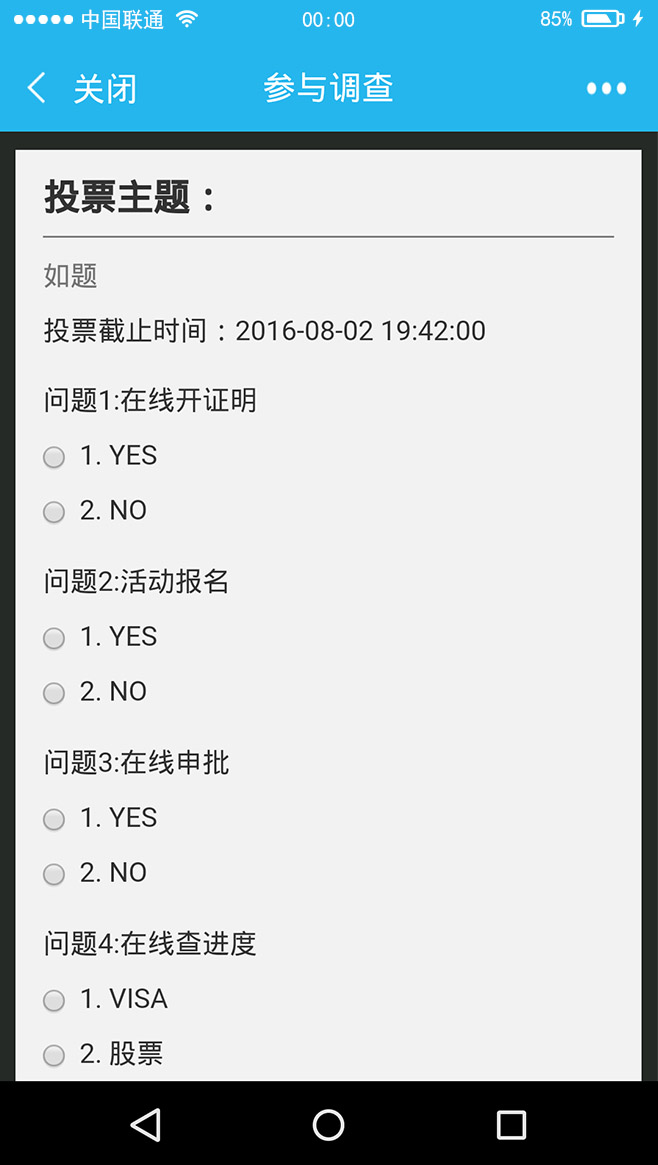 中国联通 00:00 85%
关闭 参与调查
投票主题：
如题
投票截止时间：2016-08-02 19:42:00
问题1:在线开证明
1. YES
2. NO
问题2:活动报名
1. YES
2. NO
问题3:在线申批
1. YES
2. NO
问题4:在线查进度
1. VISA
2. 股票